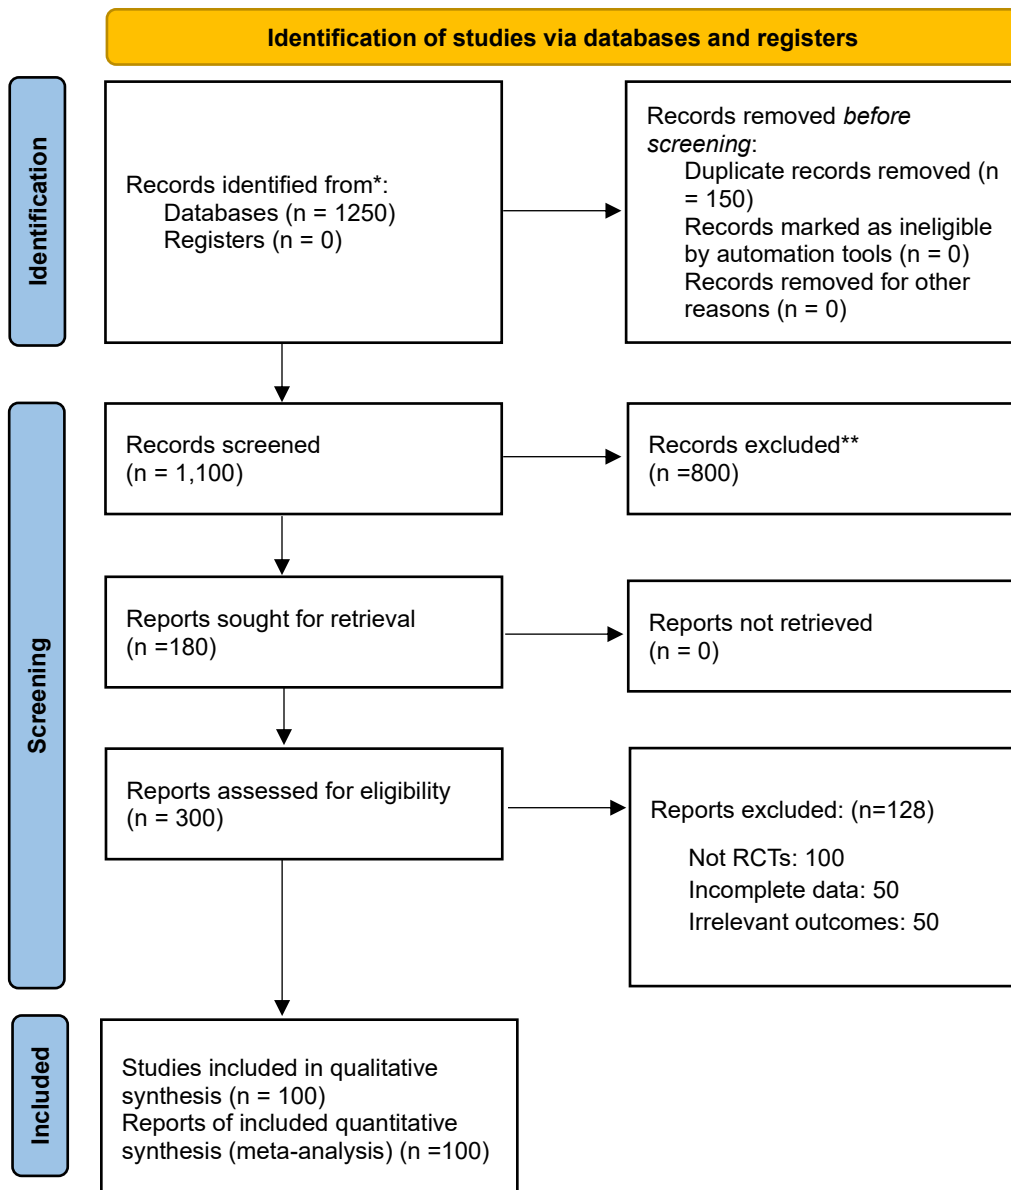 Identification of studies via databases and registers
Identification
Records identified from*:
Databases (n = 1250)
Registers (n = 0)
Records removed before
screening:
Duplicate records removed (n
= 150)
Records marked as ineligible
by automation tools (n = 0)
Records removed for other
reasons (n = 0)
Screening
Records screened
(n = 1,100)
Records excluded**
(n =800)
Reports sought for retrieval
(n =180)
Reports not retrieved
(n = 0)
Reports assessed for eligibility
(n = 300)
Reports excluded: (n=128)
Not RCTs: 100
Incomplete data: 50
Irrelevant outcomes: 50
Included
Studies included in qualitative
synthesis (n = 100)
Reports of included quantitative
synthesis (meta-analysis) (n =100)